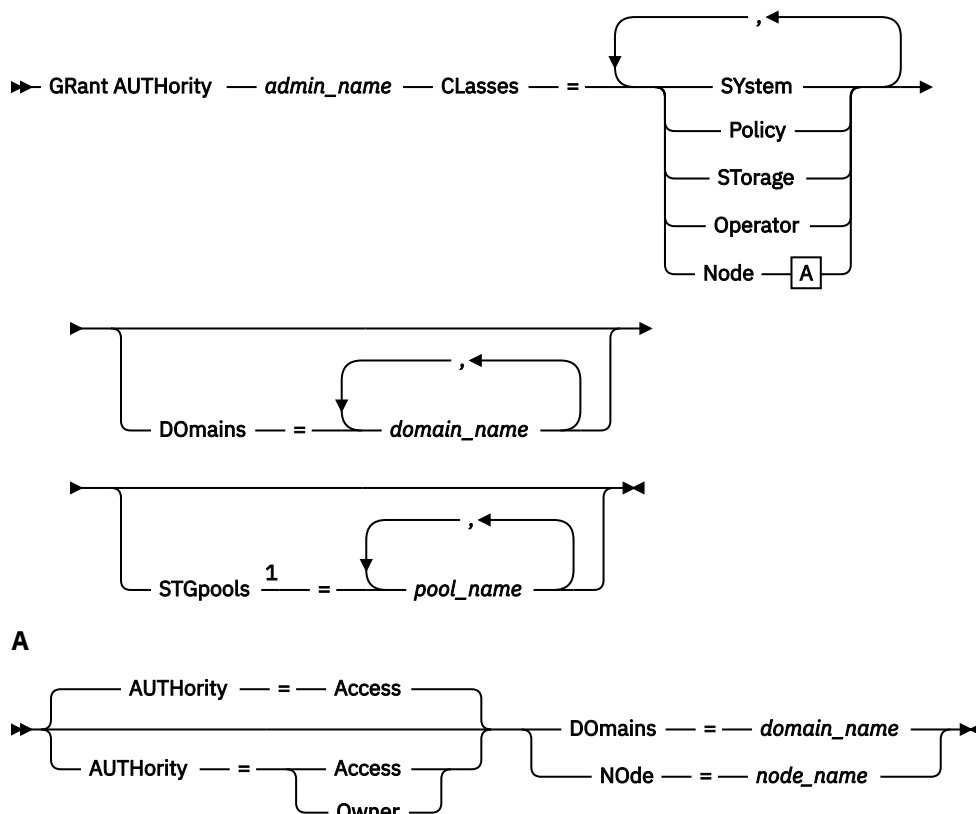 ,
GRant AUTHority admin_name CLasses = SYstem
Policy
STorage
Operator
Node A
,
DOmains = domain_name
,
STGpools 1 = pool_name
A
AUTHority = Access
DOmains = domain_name
AUTHority = Access
NOde = node_name
Owner